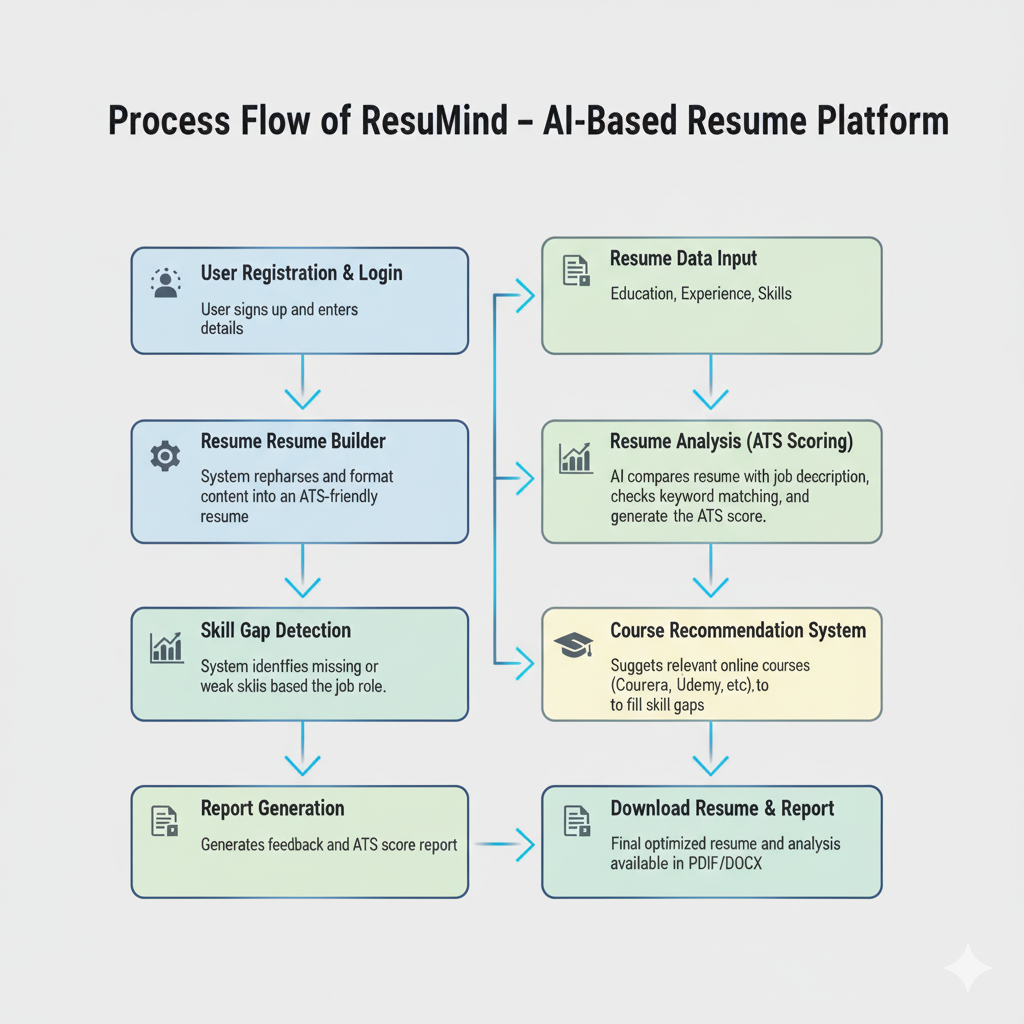 Process Flow of ResuMind – AI-Based Resume Platform
User Registration & Login
User signs up and enters
details
Resume Data Input
Education, Experience, Skills
Resume Resume Builder
System repharses and format
content into an ATS-friendly
resume
Resume Analysis (ATS Scoring)
AI compares resume with job deccription,
checks keyword matching, and
generate the ATS score.
Skill Gap Detection
System identfies missing or
weak sklis based the job role.
Course Recommendation System
Suggets relevant online courses
(Courera, Udemy, etc), to
to fill skill gaps
Report Generation
Generates feedback and ATS score report
Download Resume & Report
Final optimized resume and analysis
available in PDIF/DOCX